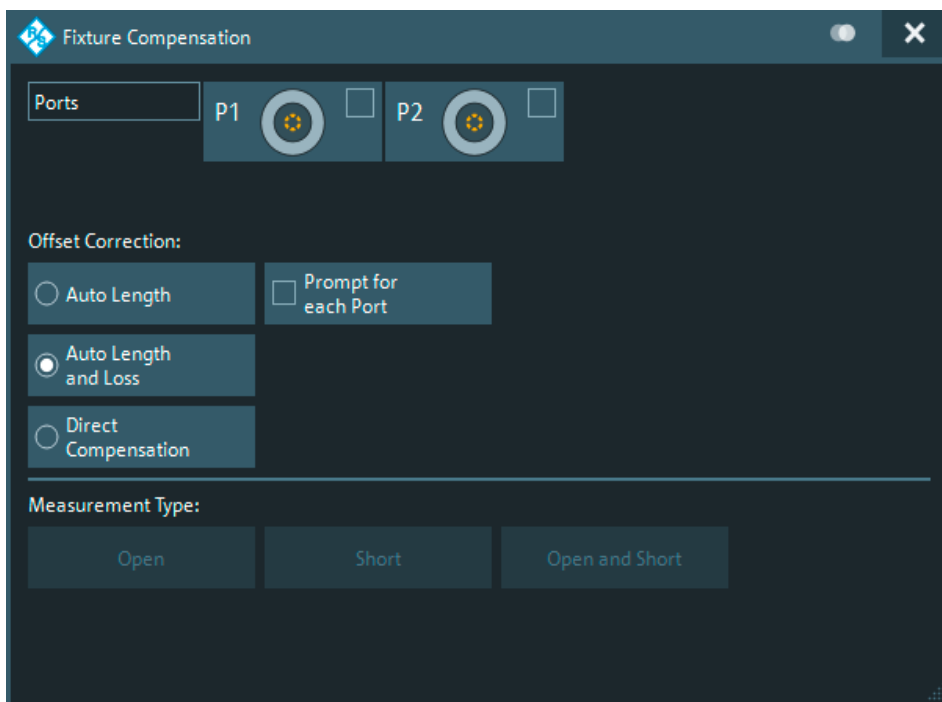 R&S Fixture Compensation
Ports P1 P2
Offset Correction:
Auto Length
Prompt for
each Port
Auto Length
and Loss
Direct
Compensation
Measurement Type:
Open Short Open and Short